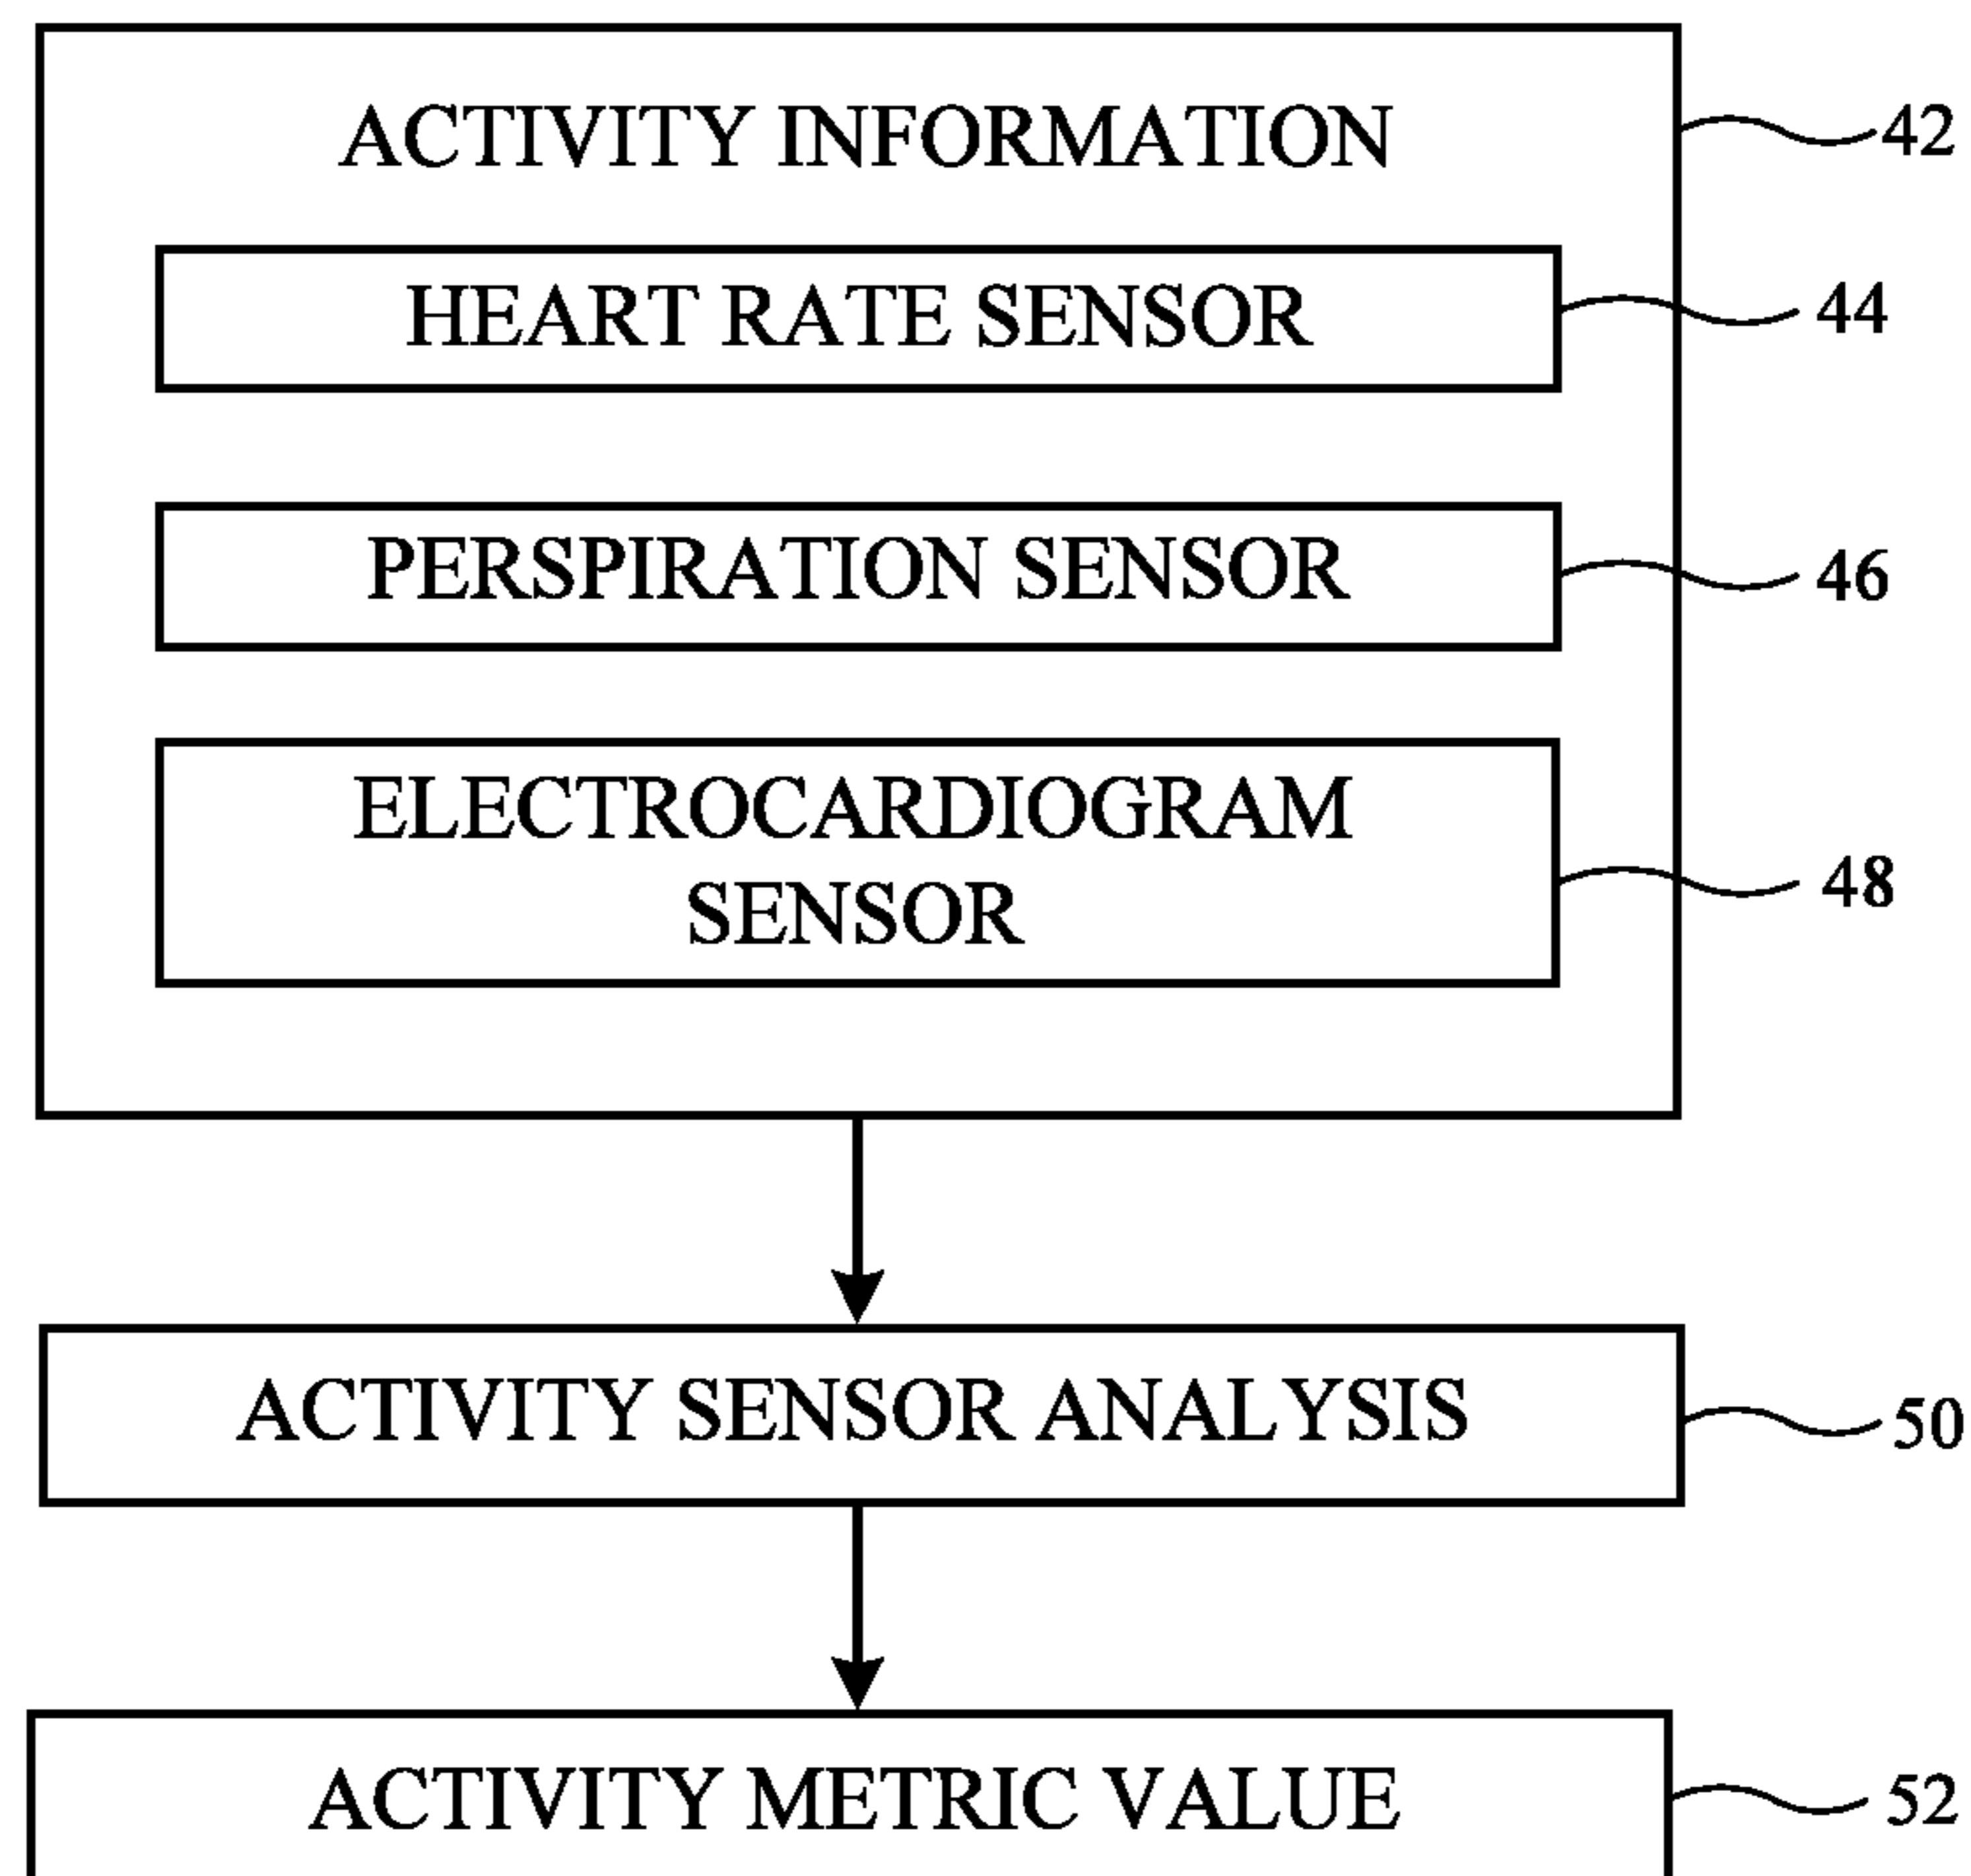 ACTIVITY INFORMATION 42
HEART RATE SENSOR 44
PERSPIRATION SENSOR 46
ELECTROCARDIOGRAM
SENSOR 48
ACTIVITY SENSOR ANALYSIS 50
ACTIVITY METRIC VALUE 52